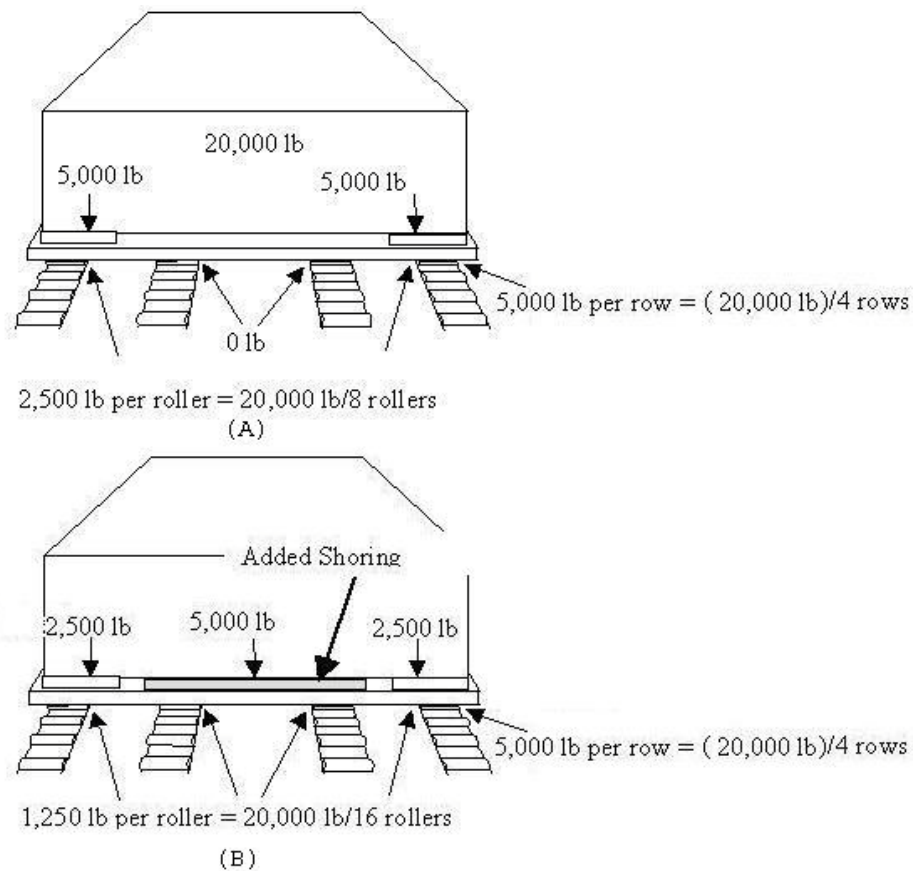 20,000 lb
5,000 lb
5,000 lb
5,000 lb per row = ( 20,000 lb)/4 rows
0 lb
2,500 lb per roller = 20,000 lb/8 rollers
(A)
Added Shoring
2,500 lb
5,000 lb
2,500 lb
5,000 lb per row = ( 20,000 lb)/4 rows
1,250 lb per roller = 20,000 lb/16 rollers
(B)